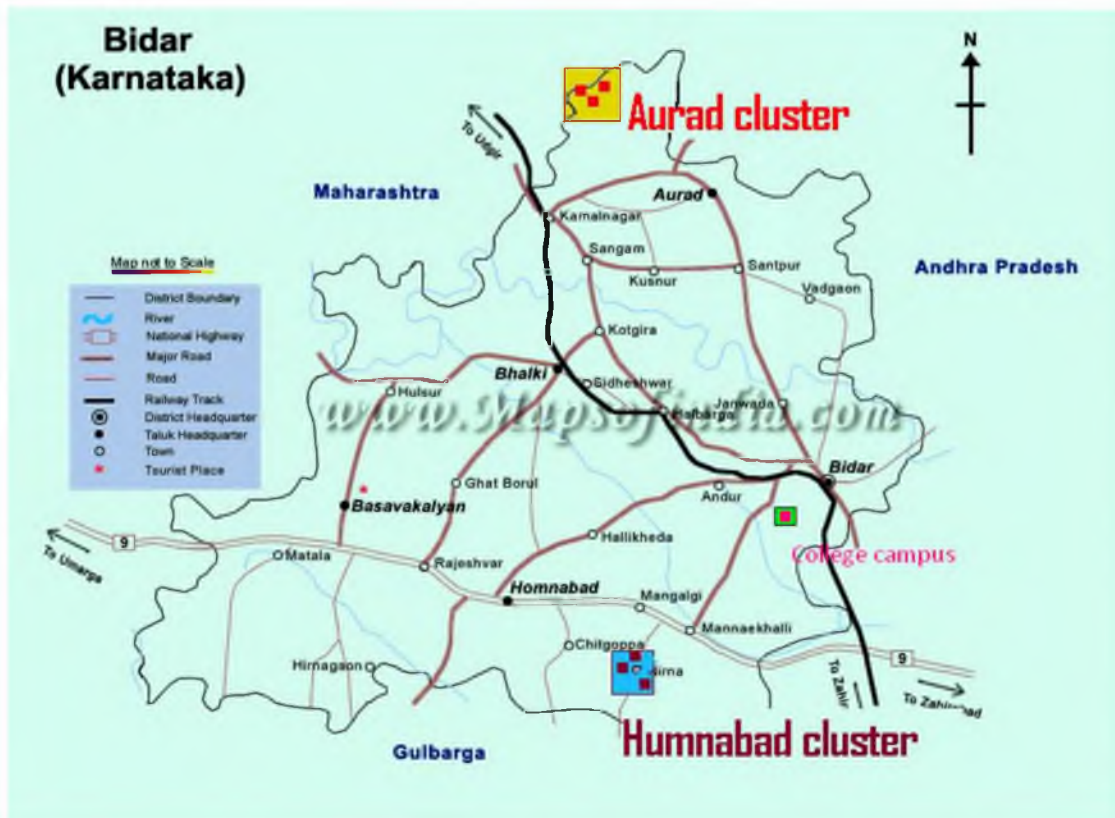 Bidar
(Karnataka)
N
Aurad cluster
To Udgir
Maharashtra
Aurad
Kamalnagar
Sangam
Santpur
Kusnur
Vadgaon
Andhra Pradesh
Map not to Scale
District Boundary
River
National Highway
Major Road
Road
Railway Track
District Headquarter
Taluk Headquarter
Town
Tourist Place
Kotgira
Bhalki
Sidheshwar
Hulsur
Janwada
Halbarga
www.Mapsofindia.com
Bidar
Ghat Borul
Andur
Basavakalyan
Hallikheda
College campus
9
To Umarga
Matala
Rajeshvar
Homnabad
Mangalgi
Mannaekhalli
Chitgoppa
Hirnagaon
Nirna
9
To Zahir
To Zahirabad
Humnabad cluster
Gulbarga